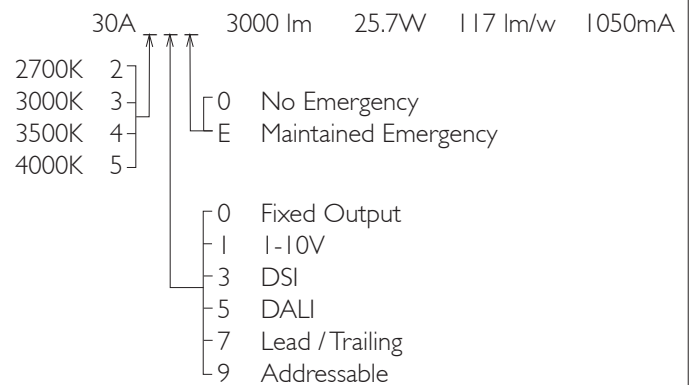 30A _ _ _ 3000 lm 25.7W 117 lm/w 1050mA
2700K 2
3000K 3
3500K 4
4000K 5
0 No Emergency
E Maintained Emergency
0 Fixed Output
1 1-10V
3 DSI
5 DALI
7 Lead / Trailing
9 Addressable